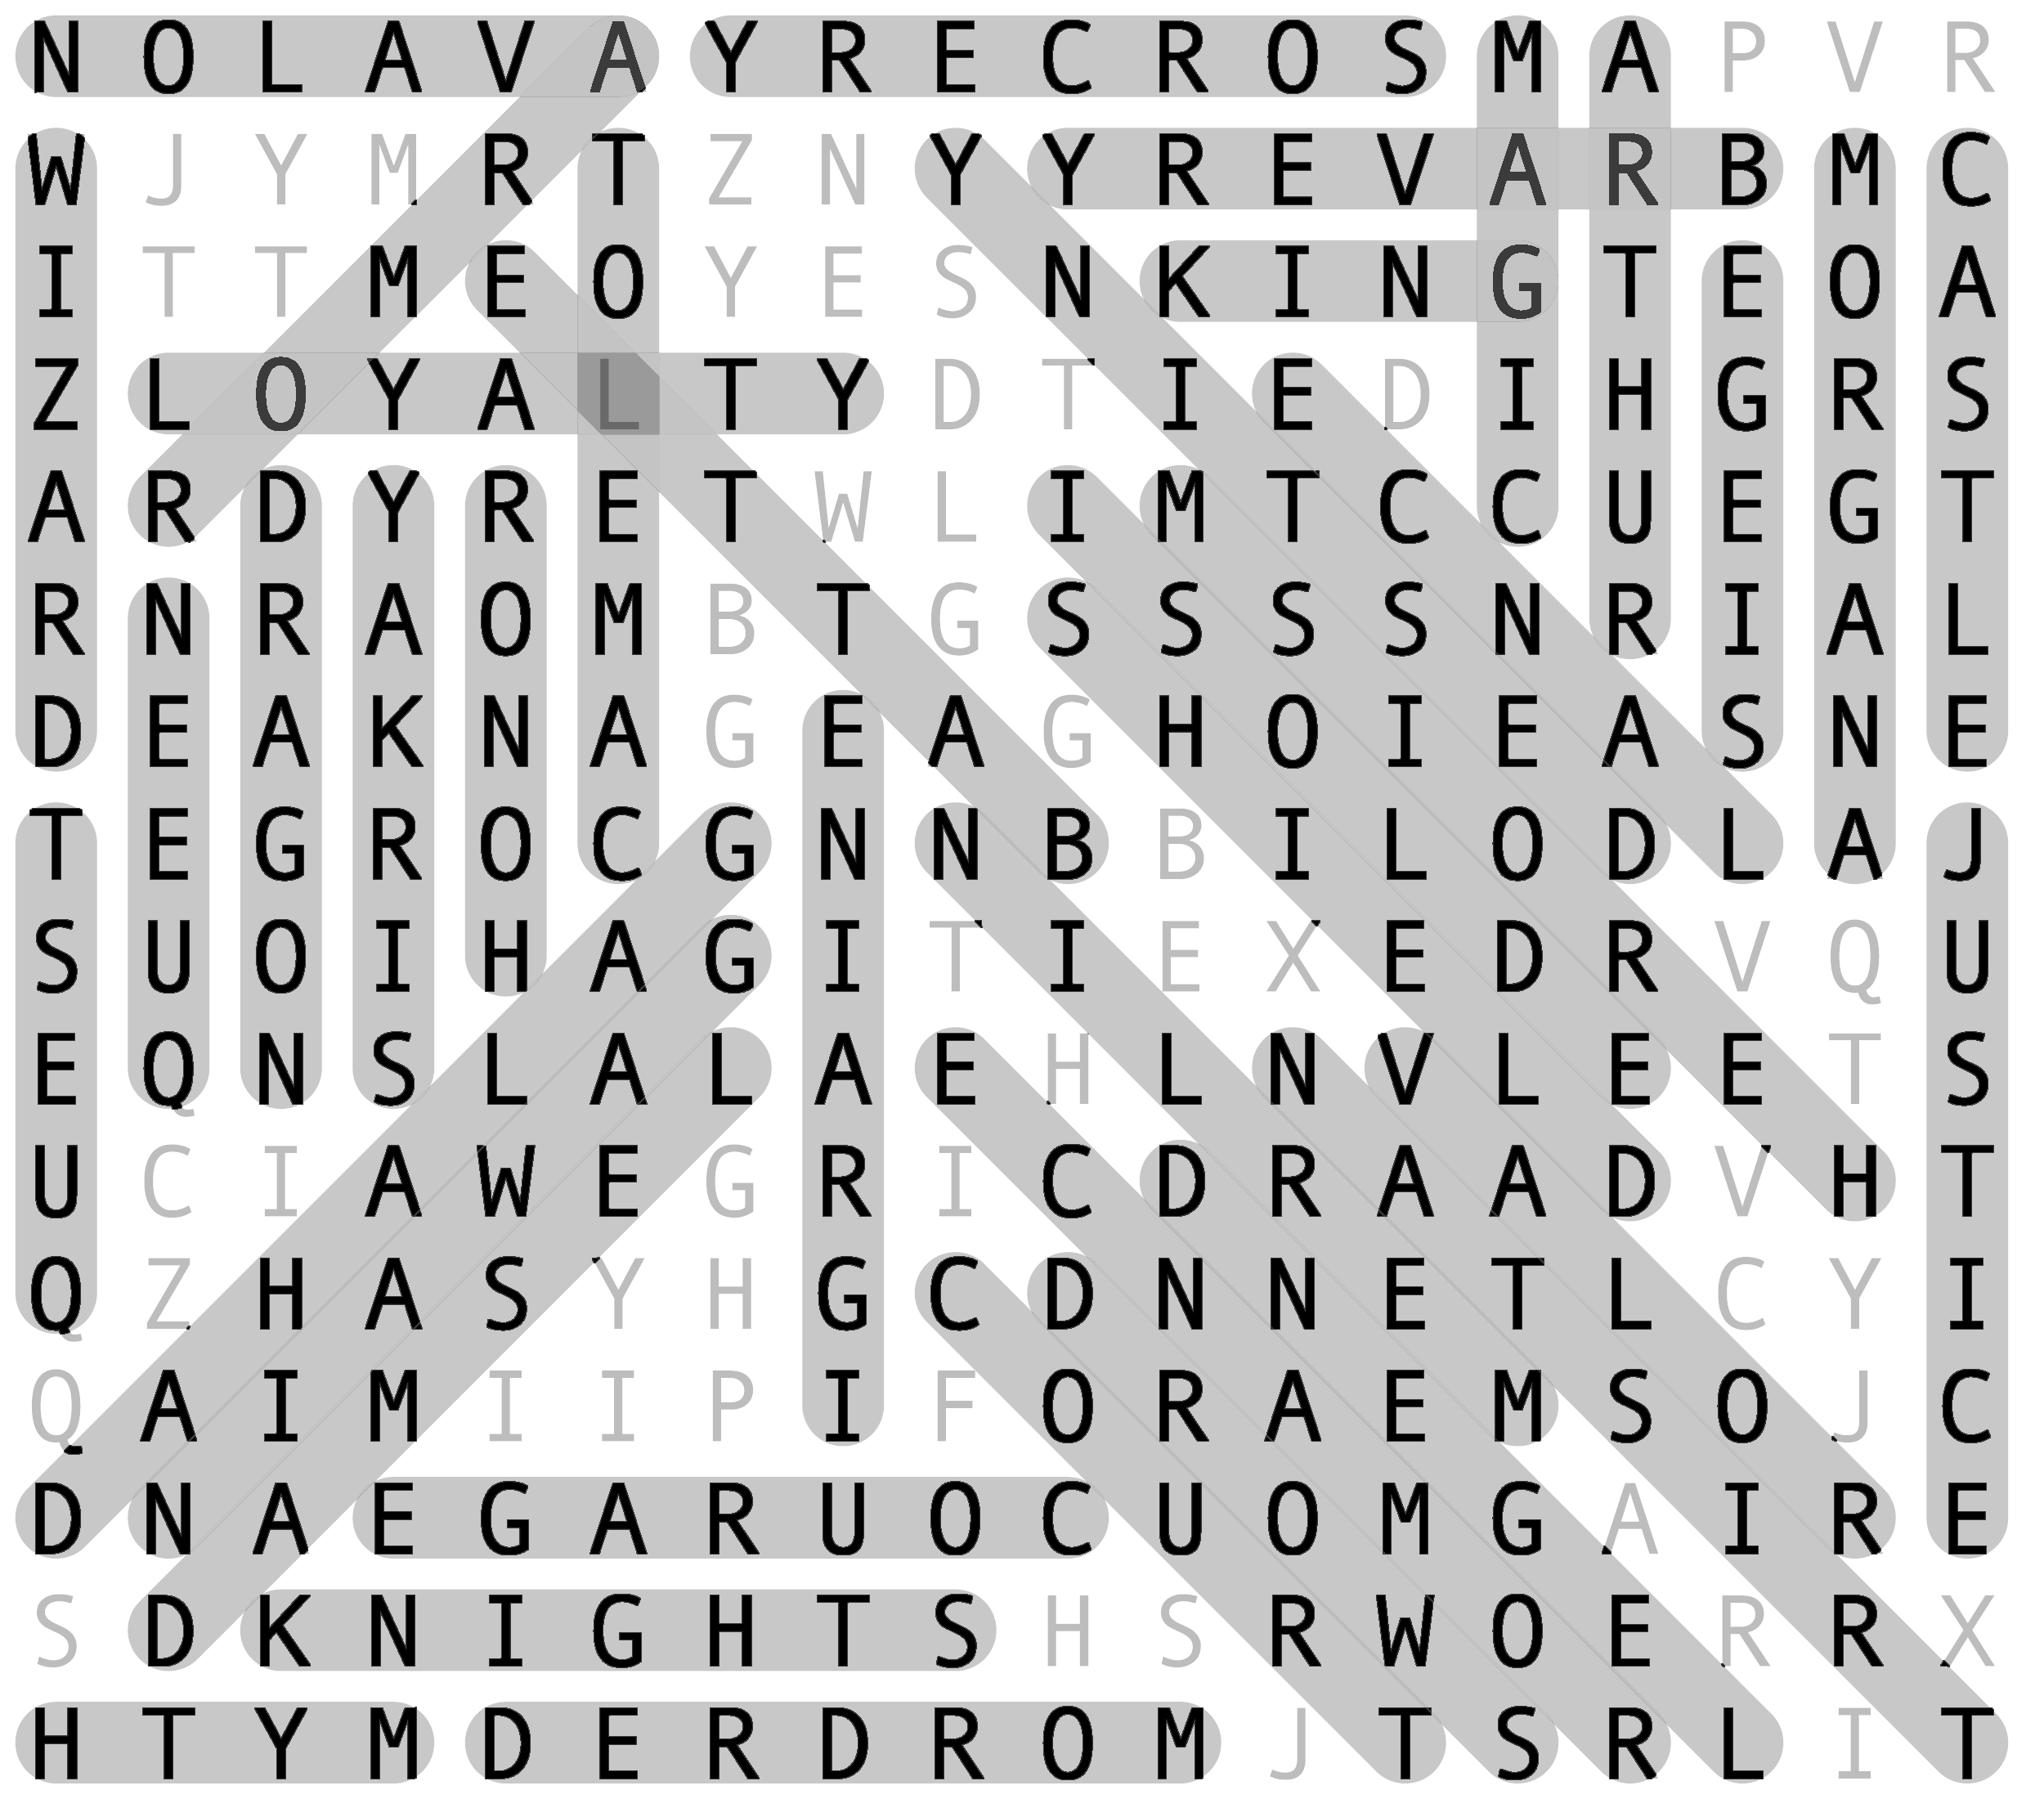 N O L A V A Y R E C R O S M A P V R
W J Y M R T Z N Y Y R E V A R B M C
I T T M E O Y E S N K I N G T E O A
Z L O Y A L T Y D T I E D I H G R S
A R D Y R E T W L I M T C C U E G T
R N R A O M B T G S S S S N R I A L
D E A K N A G E A G H O I E A S N E
T E G R O C G N N B B I L O D L A J
S U O I H A G I T I E X E D R V Q U
E Q N S L A L A E H L N V L E E T S
U C I A W E G R I C D R A A D V H T
Q Z H A S Y H G C D N N E T L C Y I
Q A I M I I P I F O R A E M S O J C
D N A E G A R U O C U O M G A I R E
S D K N I G H T S H S R W O E R R X
H T Y M D E R D R O M J T S R L I T